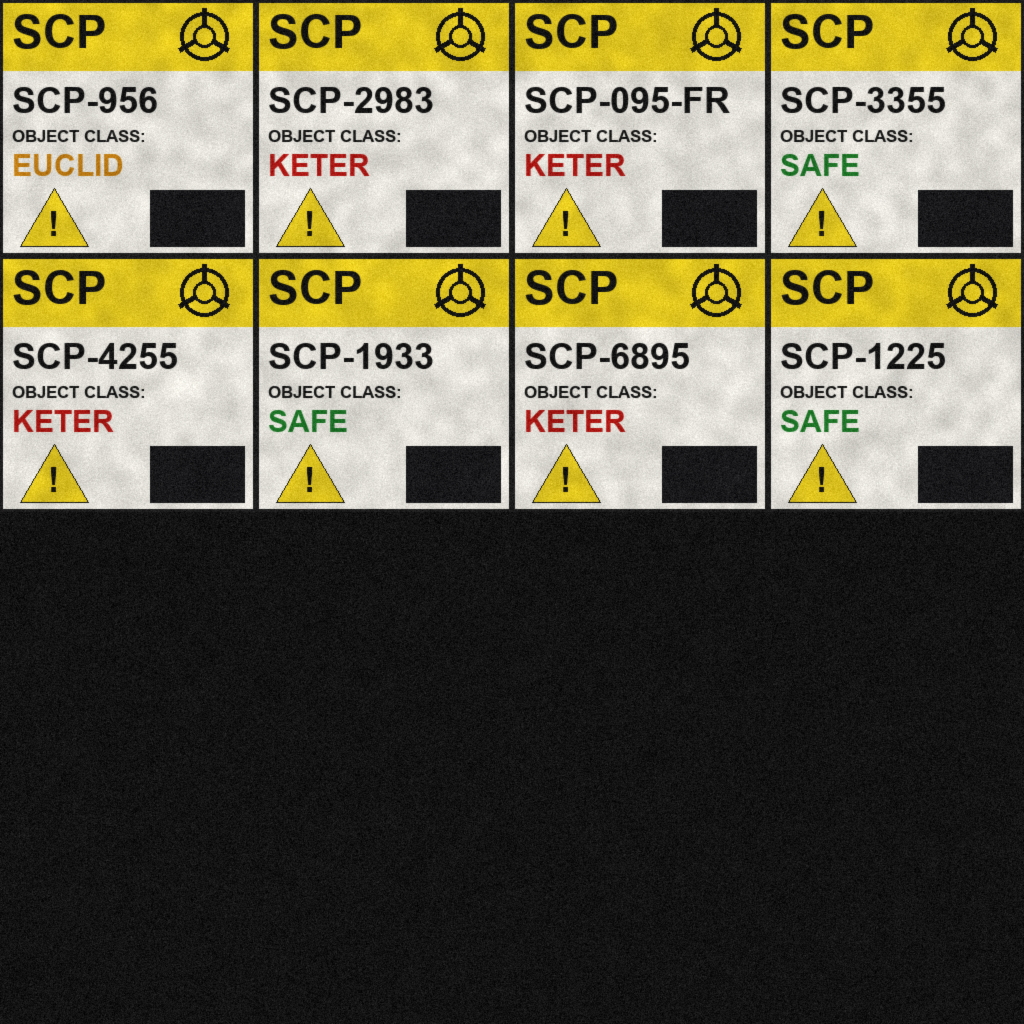 SCP
SCP-956
OBJECT CLASS:
EUCLID
!
SCP
SCP-2983
OBJECT CLASS:
KETER
!
SCP
SCP-095-FR
OBJECT CLASS:
KETER
!
SCP
SCP-3355
OBJECT CLASS:
SAFE
!
SCP
SCP-4255
OBJECT CLASS:
KETER
!
SCP
SCP-1933
OBJECT CLASS:
SAFE
!
SCP
SCP-6895
OBJECT CLASS:
KETER
!
SCP
SCP-1225
OBJECT CLASS:
SAFE
!